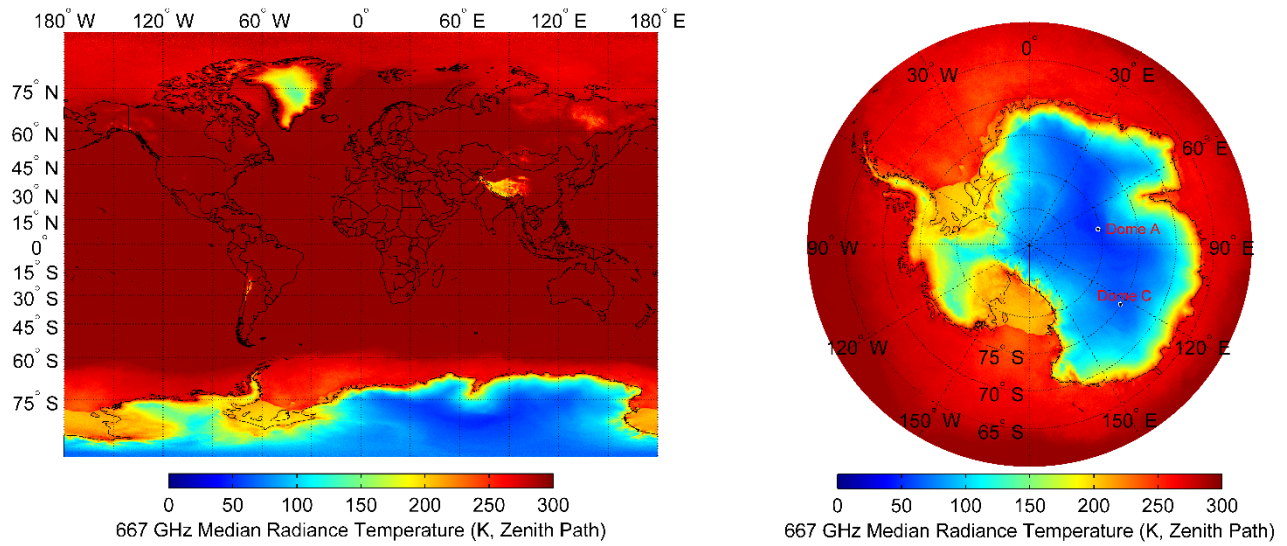 180° W 120° W 60° W 0° 60° E 120° E 180° E
75° N
60° N
45° N
30° N
15° N
0°
15° S
30° S
45° S
60° S
75° S
0 50 100 150 200 250 300
667 GHz Median Radiance Temperature (K, Zenith Path)
0°
30° W
30° E
60° E
Dome A
90° W
90° E
Dome C
120° W
120° E
75° S
70° S
150° W
150° E
65° S
0 50 100 150 200 250 300
667 GHz Median Radiance Temperature (K, Zenith Path)